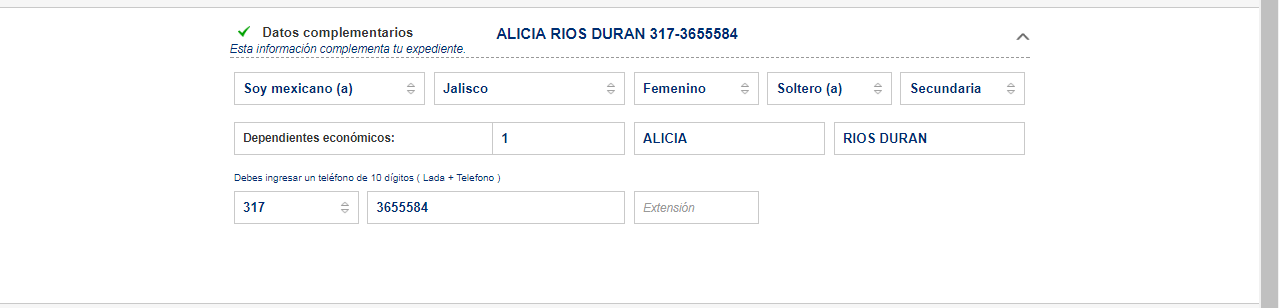 Datos complementarios
ALICIA RIOS DURAN 317-3655584
Esta información complementa tu expediente.
Soy mexicano (a)
Jalisco
Femenino
Soltero (a)
Secundaria
Dependientes económicos:
1
ALICIA
RIOS DURAN
Debes ingresar un teléfono de 10 dígitos ( Lada + Telefono )
317
3655584
Extensión